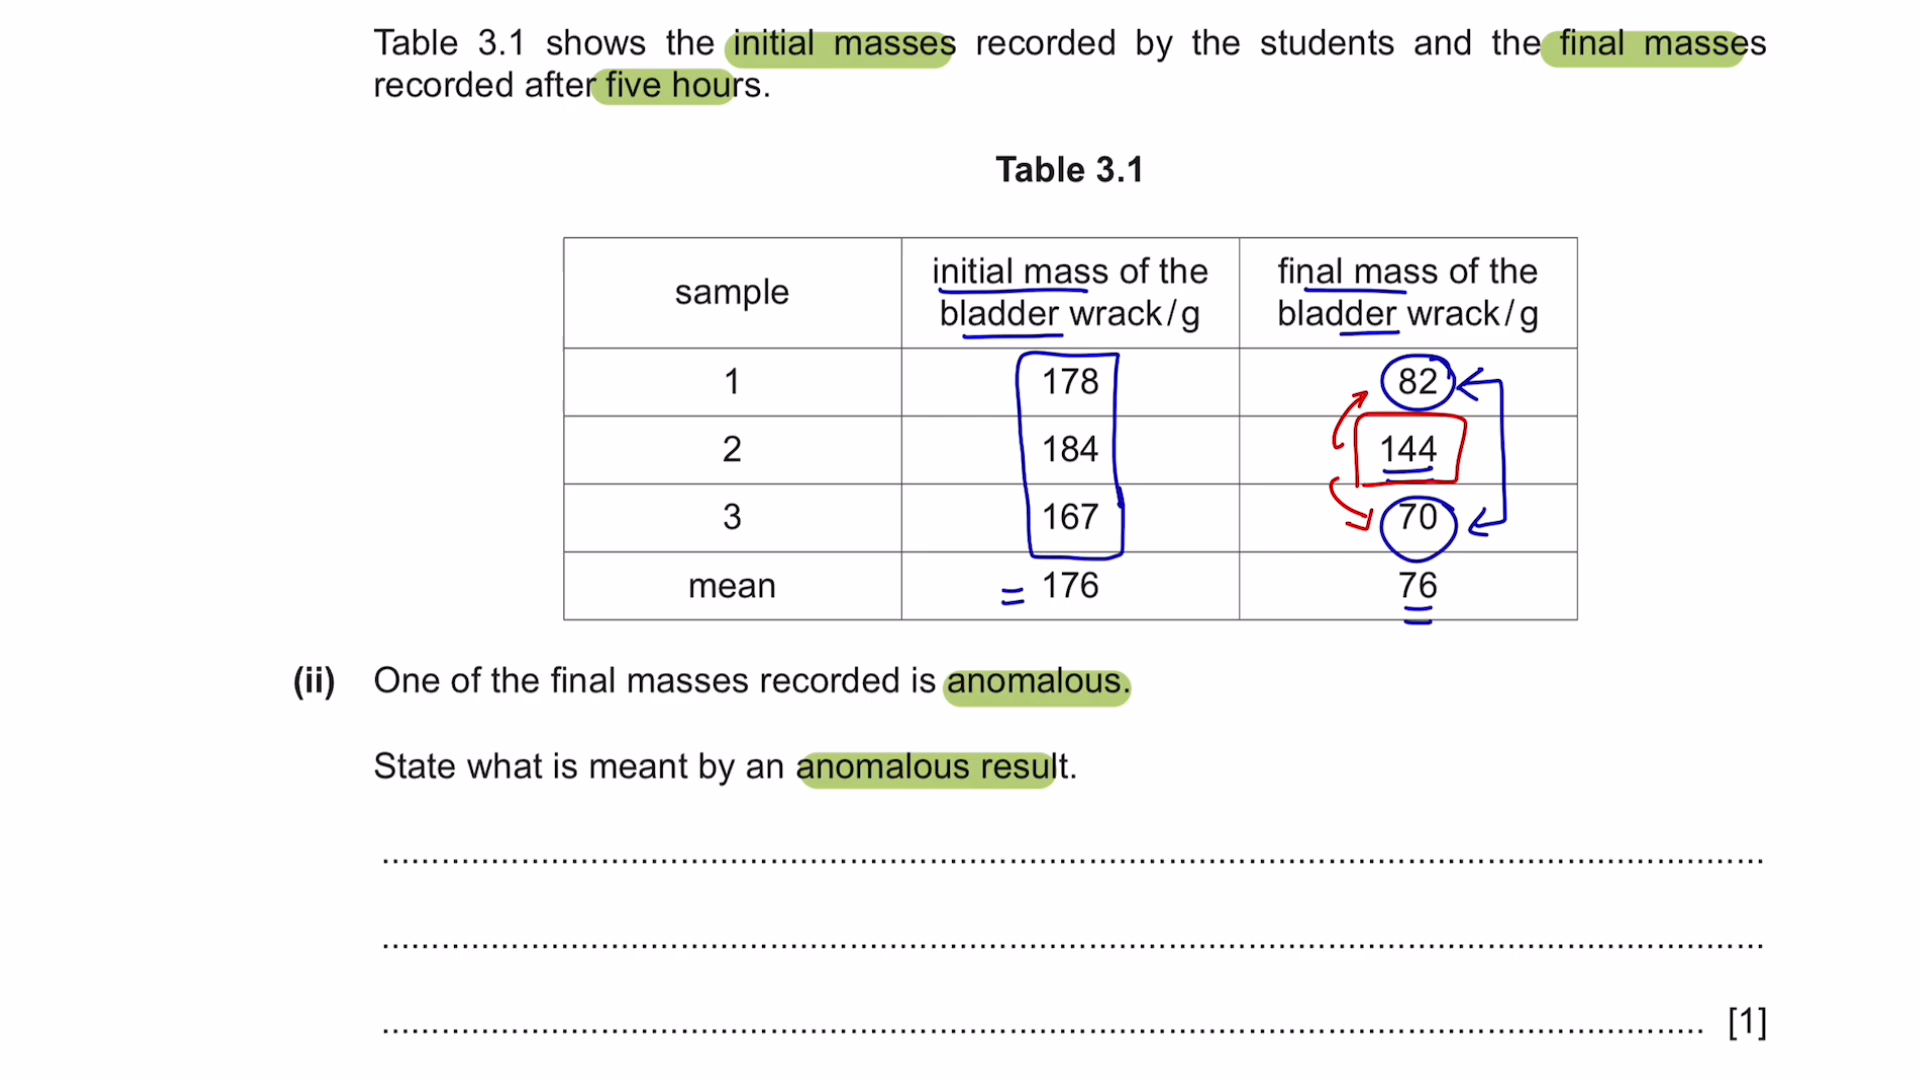 Table 3.1 shows the initial masses recorded by the students and the final masses
recorded after five hours.
Table 3.1
sample
initial mass of the
bladder wrack/g
final mass of the
bladder wrack/g
1 178 82
2 184 144
3 167 70
mean = 176 76
(ii) One of the final masses recorded is anomalous.
State what is meant by an anomalous result.
[1]